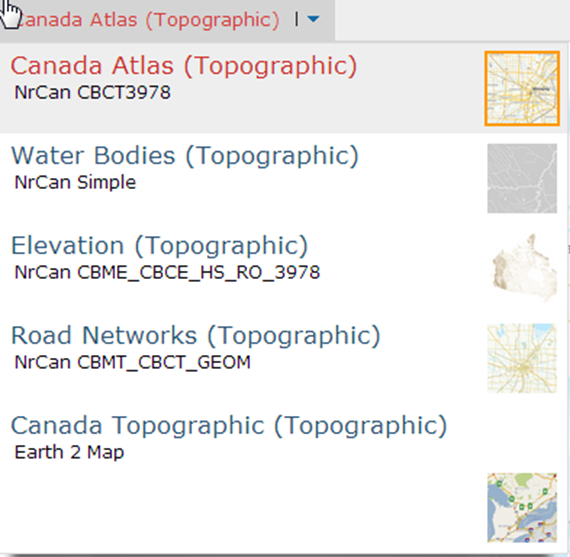 Canada Atlas (Topographic)
Canada Atlas (Topographic)
NrCan CBCT3978
Water Bodies (Topographic)
NrCan Simple
Elevation (Topographic)
NrCan CBME_CBCE_HS_RO_3978
Road Networks (Topographic)
NrCan CBMT_CBCT_GEOM
Canada Topographic (Topographic)
Earth 2 Map